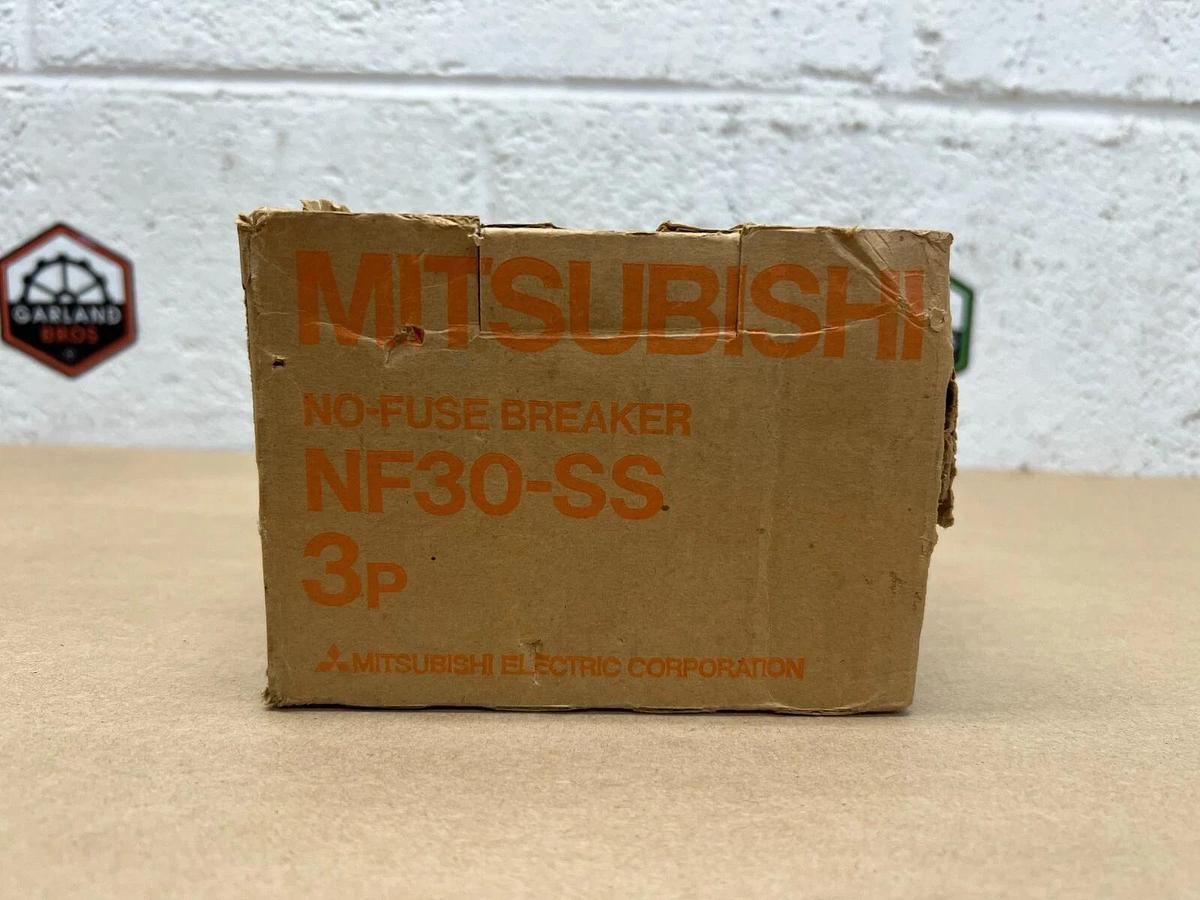 GARLAND
BROS
MITSUBISHI
NO-FUSE BREAKER
NF30-SS
3P
MITSUBISHI ELECTRIC CORPORATION